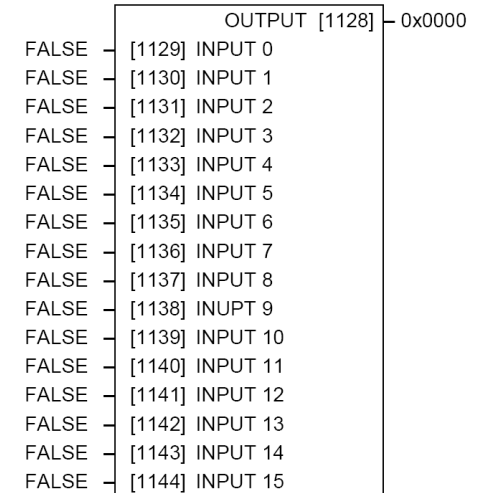 OUTPUT [1128] 0x0000
FALSE [1129] INPUT 0
FALSE [1130] INPUT 1
FALSE [1131] INPUT 2
FALSE [1132] INPUT 3
FALSE [1133] INPUT 4
FALSE [1134] INPUT 5
FALSE [1135] INPUT 6
FALSE [1136] INPUT 7
FALSE [1137] INPUT 8
FALSE [1138] INUPT 9
FALSE [1139] INPUT 10
FALSE [1140] INPUT 11
FALSE [1141] INPUT 12
FALSE [1142] INPUT 13
FALSE [1143] INPUT 14
FALSE [1144] INPUT 15